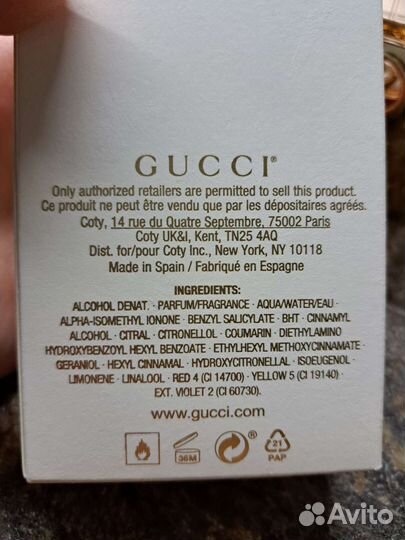 GUCCI®
Only authorized retailers are permitted to sell this product.
Ce produit ne peut être vendu que par les dépositaires agréés.
Coty, 14 rue du Quatre Septembre, 75002 Paris
Coty UK&I, Kent, TN25 4AQ
Dist. for/pour Coty Inc., New York, NY 10118
Made in Spain / Fabriqué en Espagne
INGREDIENTS:
ALCOHOL DENAT. · PARFUM/FRAGRANCE · AQUA/WATER/EAU ·
ALPHA-ISOMETHYL IONONE · BENZYL SALICYLATE · BHT · CINNAMYL
ALCOHOL · CITRAL · CITRONELLOL · COUMARIN · DIETHYLAMINO
HYDROXYBENZOYL HEXYL BENZOATE · ETHYLHEXYL METHOXYCINNAMATE ·
GERANIOL · HEXYL CINNAMAL · HYDROXYCITRONELLAL · ISOEUGENOL ·
LIMONENE · LINALOOL · RED 4 (CI 14700) · YELLOW 5 (CI 19140) ·
EXT. VIOLET 2 (CI 60730).
www.gucci.com
36M
®
21
PAP
Avito